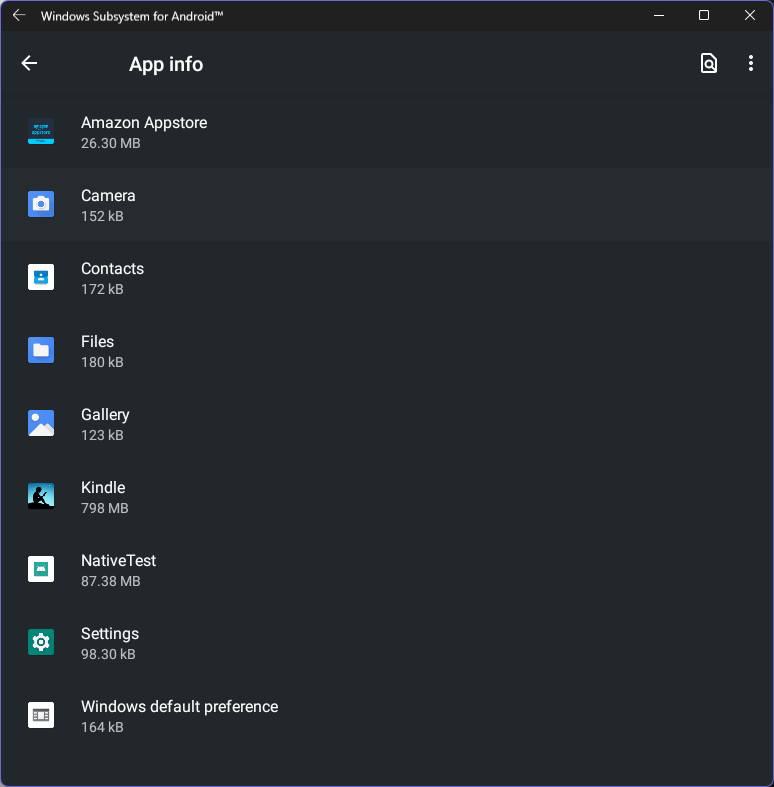 Windows Subsystem for Android™
App info
Amazon Appstore
26.30 MB
Camera
152 kB
Contacts
172 kB
Files
180 kB
Gallery
123 kB
Kindle
798 MB
NativeTest
87.38 MB
Settings
98.30 kB
Windows default preference
164 kB